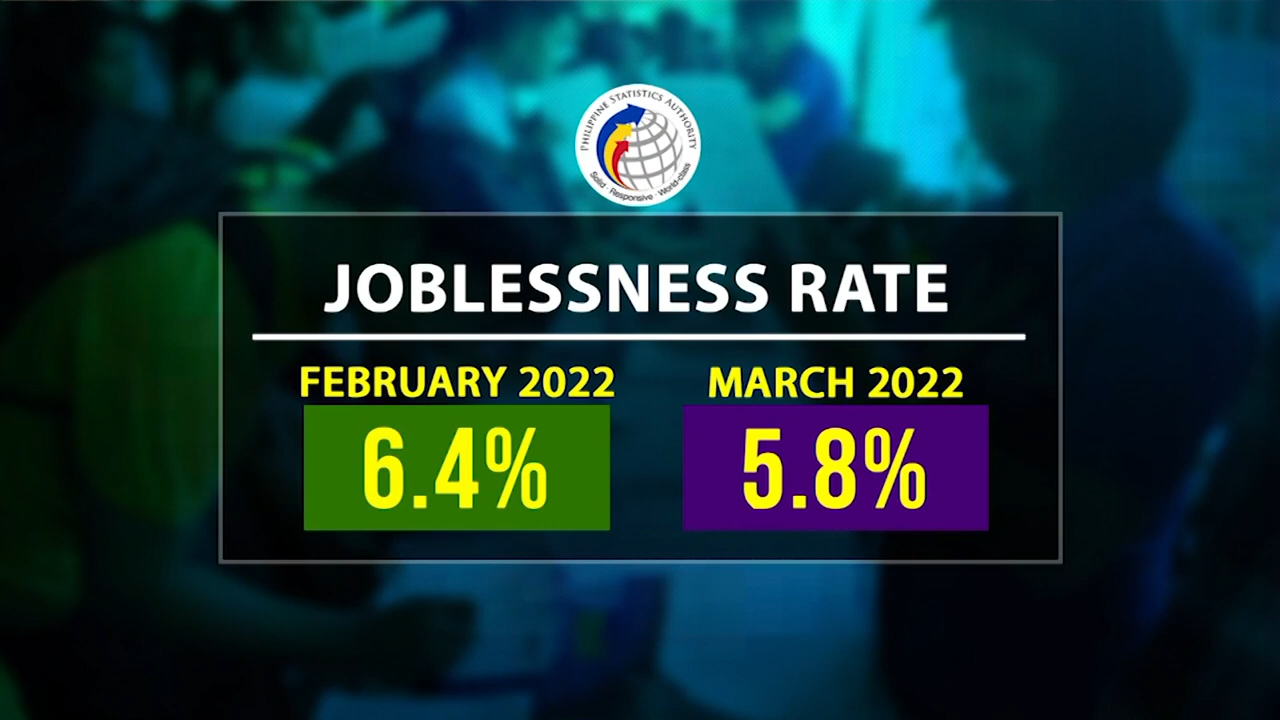 PHILIPPINE STATISTICS AUTHORITY
Solid · Responsive · World-class
JOBLESSNESS RATE
FEBRUARY 2022 MARCH 2022
6.4% 5.8%